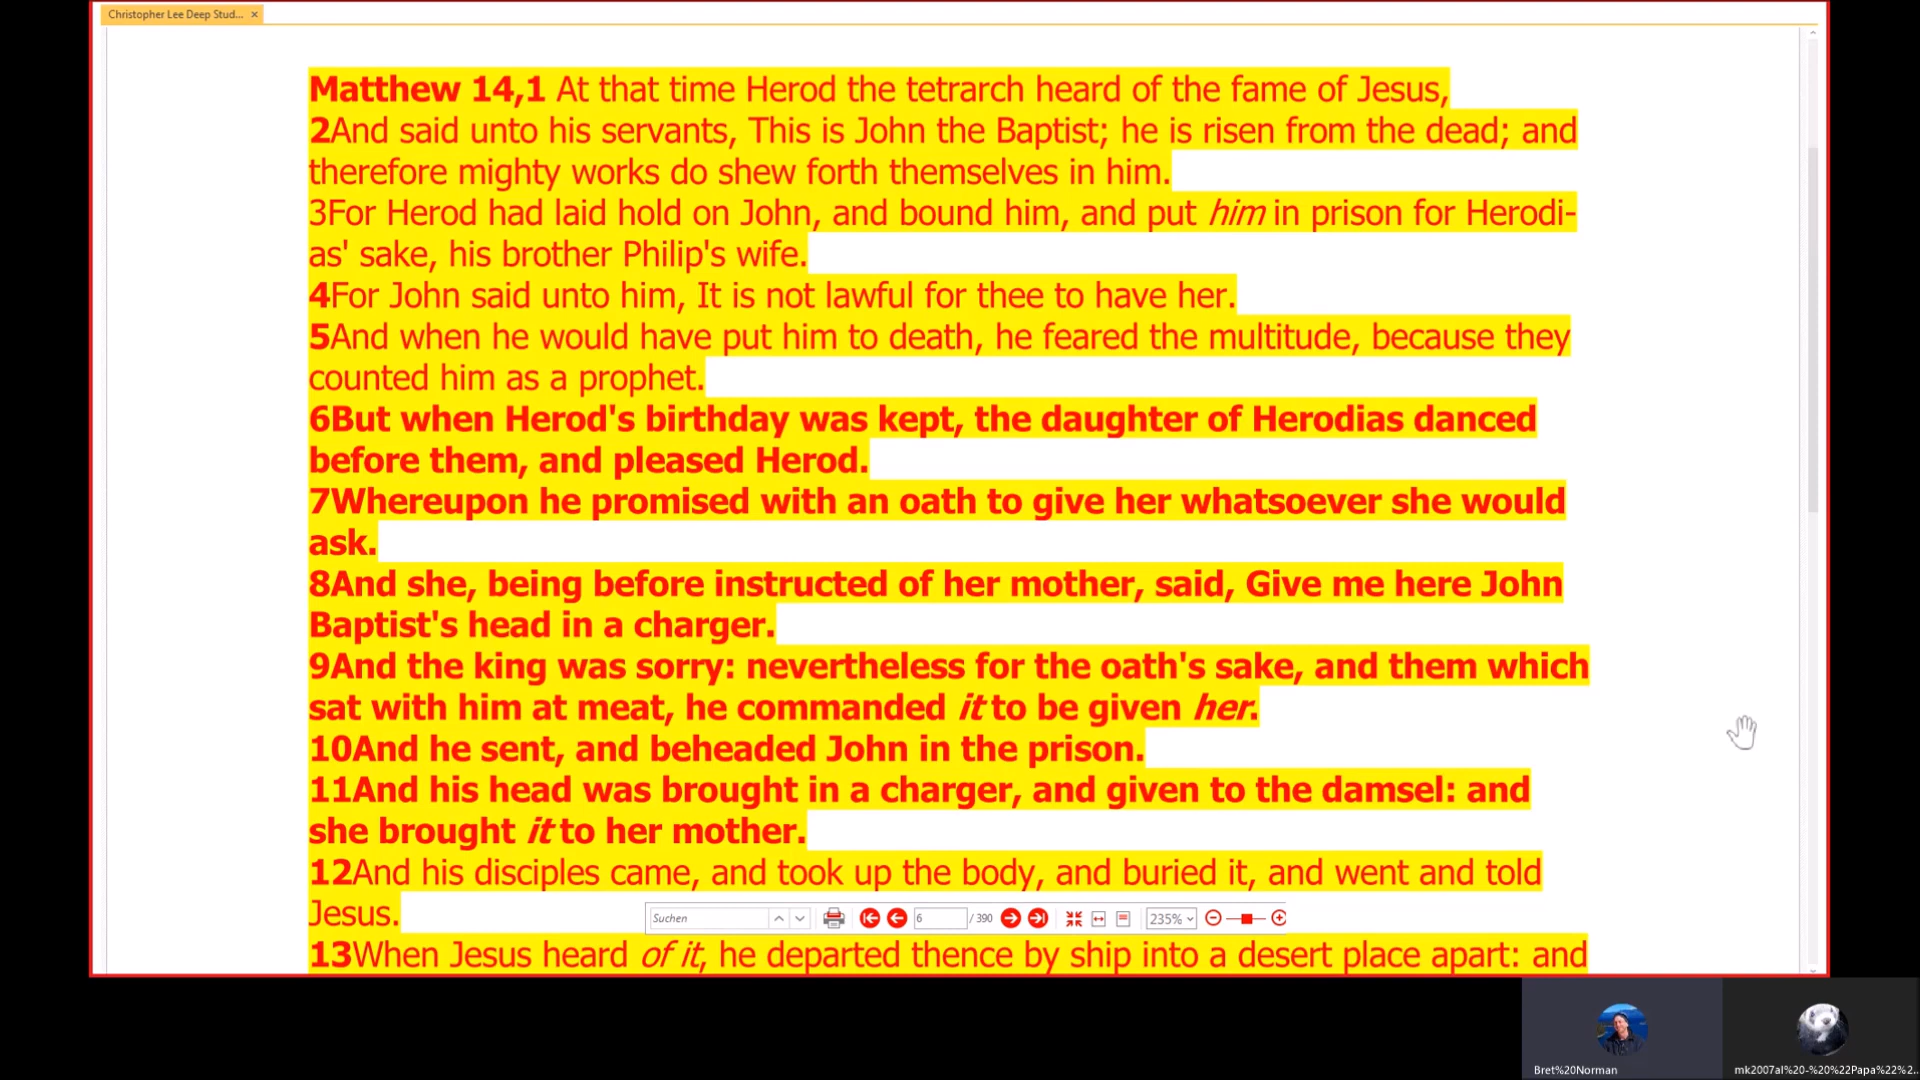 Christopher Lee Deep Stud...
Matthew 14,1 At that time Herod the tetrarch heard of the fame of Jesus,
2And said unto his servants, This is John the Baptist; he is risen from the dead; and
therefore mighty works do shew forth themselves in him.
3For Herod had laid hold on John, and bound him, and put him in prison for Herodi-
as' sake, his brother Philip's wife.
4For John said unto him, It is not lawful for thee to have her.
5And when he would have put him to death, he feared the multitude, because they
counted him as a prophet.
6But when Herod's birthday was kept, the daughter of Herodias danced
before them, and pleased Herod.
7Whereupon he promised with an oath to give her whatsoever she would
ask.
8And she, being before instructed of her mother, said, Give me here John
Baptist's head in a charger.
9And the king was sorry: nevertheless for the oath's sake, and them which
sat with him at meat, he commanded it to be given her.
10And he sent, and beheaded John in the prison.
11And his head was brought in a charger, and given to the damsel: and
she brought it to her mother.
12And his disciples came, and took up the body, and buried it, and went and told
Jesus.
Suchen 6 / 390 235%
13When Jesus heard of it, he departed thence by ship into a desert place apart: and
Bret%20Norman
mk2007al%20-%20%22Papa%22%2...